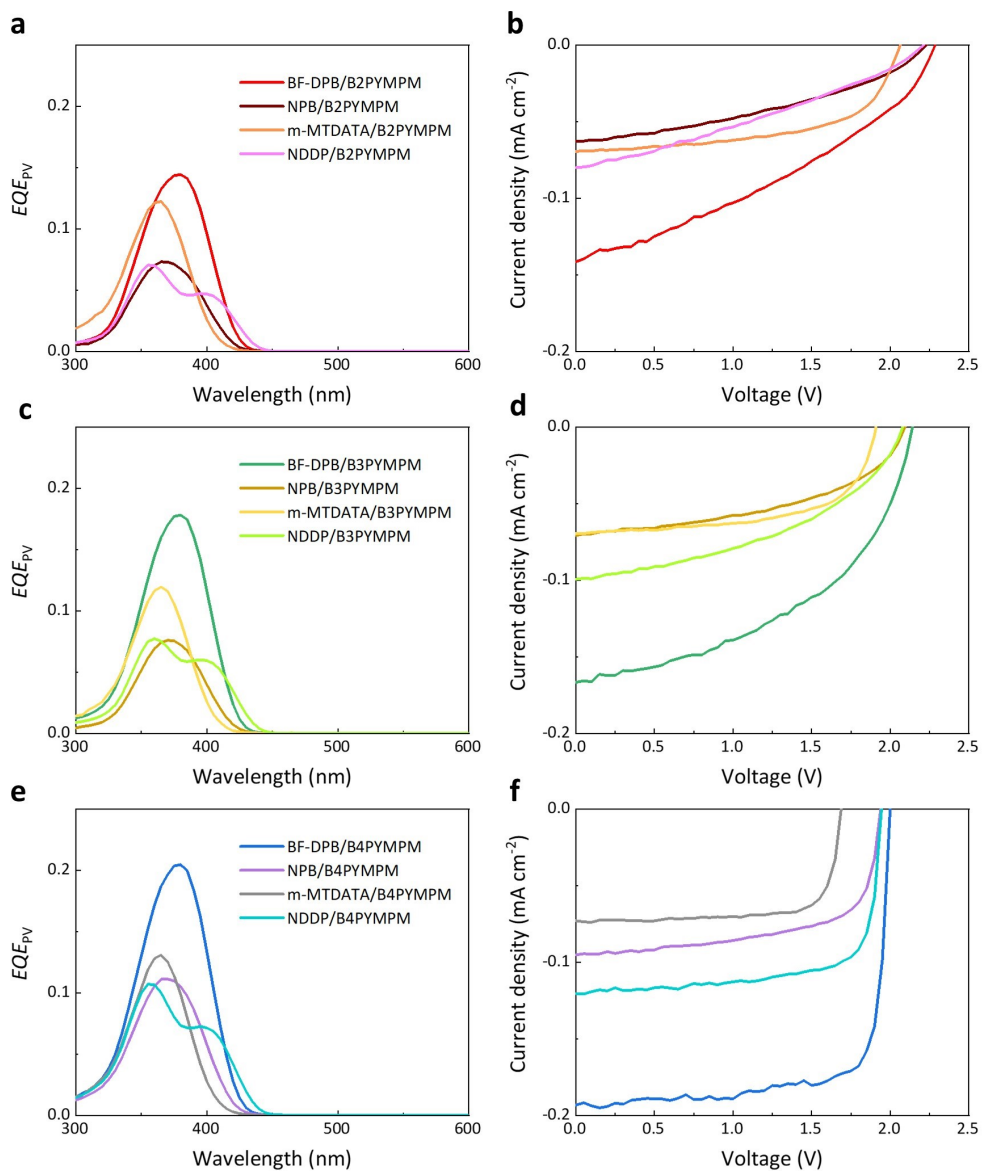 a
0.2
0.1
0.0
EQE_PV
BF-DPB/B2PYMPM
NPB/B2PYMPM
m-MTDATA/B2PYMPM
NDDP/B2PYMPM
300
400
500
600
Wavelength (nm)
b
0.0
-0.1
-0.2
Current density (mA cm⁻²)
0.0
0.5
1.0
1.5
2.0
2.5
Voltage (V)
c
0.2
0.1
0.0
EQE_PV
BF-DPB/B3PYMPM
NPB/B3PYMPM
m-MTDATA/B3PYMPM
NDDP/B3PYMPM
300
400
500
600
Wavelength (nm)
d
0.0
-0.1
-0.2
Current density (mA cm⁻²)
0.0
0.5
1.0
1.5
2.0
2.5
Voltage (V)
e
0.2
0.1
0.0
EQE_PV
BF-DPB/B4PYMPM
NPB/B4PYMPM
m-MTDATA/B4PYMPM
NDDP/B4PYMPM
300
400
500
600
Wavelength (nm)
f
0.0
-0.1
-0.2
Current density (mA cm⁻²)
0.0
0.5
1.0
1.5
2.0
2.5
Voltage (V)